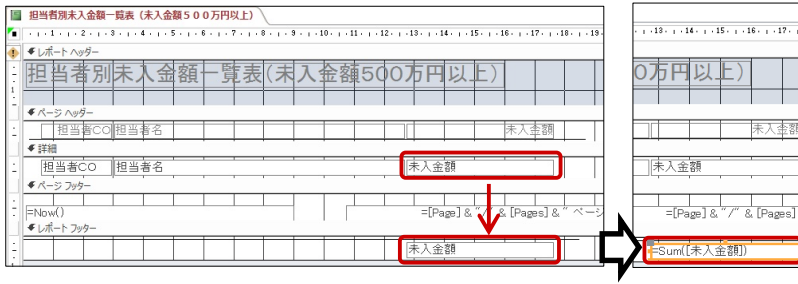 担当者別未入金額一覧表（未入金額５００万円以上）
レポート ヘッダー
担当者別未入金額一覧表(未入金額500万円以上)
ページ ヘッダー
担当者CO 担当者名 未入金額
詳細
担当者CO 担当者名 未入金額
ページ フッター
=Now() =[Page] & "/" & [Pages] & " ページ
レポート フッター
未入金額
0万円以上)
未入金額
未入金額
=[Page] & "/" & [Pages]
=Sum([未入金額])